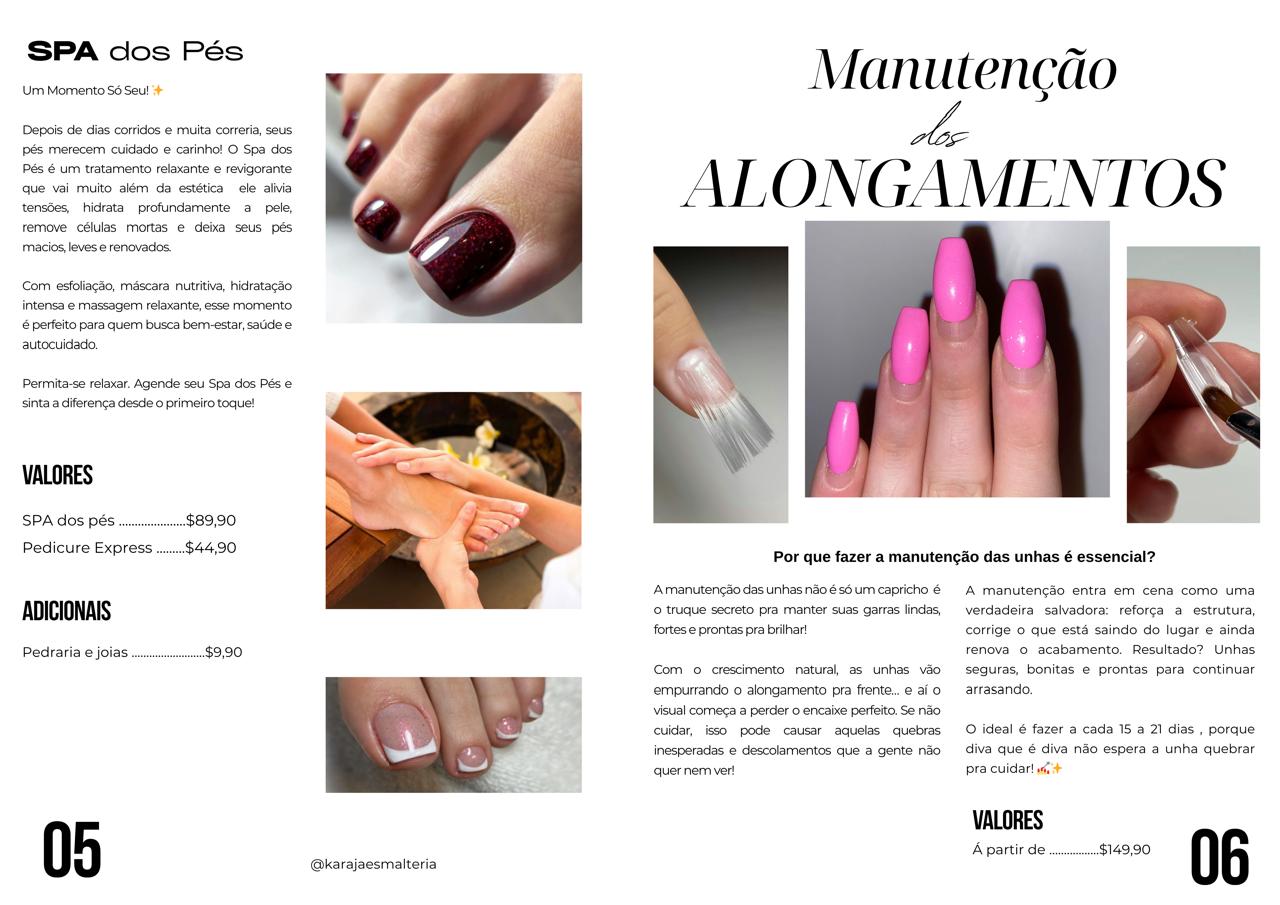 SPA dos Pés
Um Momento Só Seu! ✨
Depois de dias corridos e muita correria, seus
pés merecem cuidado e carinho! O Spa dos
Pés é um tratamento relaxante e revigorante
que vai muito além da estética  ele alivia
tensões, hidrata profundamente a pele,
remove células mortas e deixa seus pés
macios, leves e renovados.
Com esfoliação, máscara nutritiva, hidratação
intensa e massagem relaxante, esse momento
é perfeito para quem busca bem-estar, saúde e
autocuidado.
Permita-se relaxar. Agende seu Spa dos Pés e
sinta a diferença desde o primeiro toque!
VALORES
SPA dos pés .....................$89,90
Pedicure Express .........$44,90
ADICIONAIS
Pedraria e joias .........................$9,90
05
@karajaesmalteria
Manutenção
dos
ALONGAMENTOS
Por que fazer a manutenção das unhas é essencial?
A manutenção das unhas não é só um capricho  é
o truque secreto pra manter suas garras lindas,
fortes e prontas pra brilhar!
Com o crescimento natural, as unhas vão
empurrando o alongamento pra frente... e aí o
visual começa a perder o encaixe perfeito. Se não
cuidar, isso pode causar aquelas quebras
inesperadas e descolamentos que a gente não
quer nem ver!
A manutenção entra em cena como uma
verdadeira salvadora: reforça a estrutura,
corrige o que está saindo do lugar e ainda
renova o acabamento. Resultado? Unhas
seguras, bonitas e prontas para continuar
arrasando.
O ideal é fazer a cada 15 a 21 dias , porque
diva que é diva não espera a unha quebrar
pra cuidar! 💅✨
VALORES
Á partir de .................$149,90
06